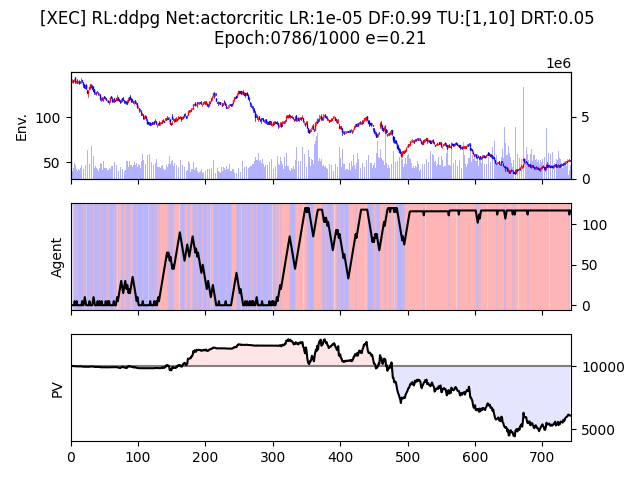 [XEC] RL:ddpg Net:actorcritic LR:1e-05 DF:0.99 TU:[1,10] DRT:0.05
Epoch:0786/1000 e=0.21
1e6
Env.
100
50
5
0
Agent
100
50
0
PV
10000
5000
0 100 200 300 400 500 600 700